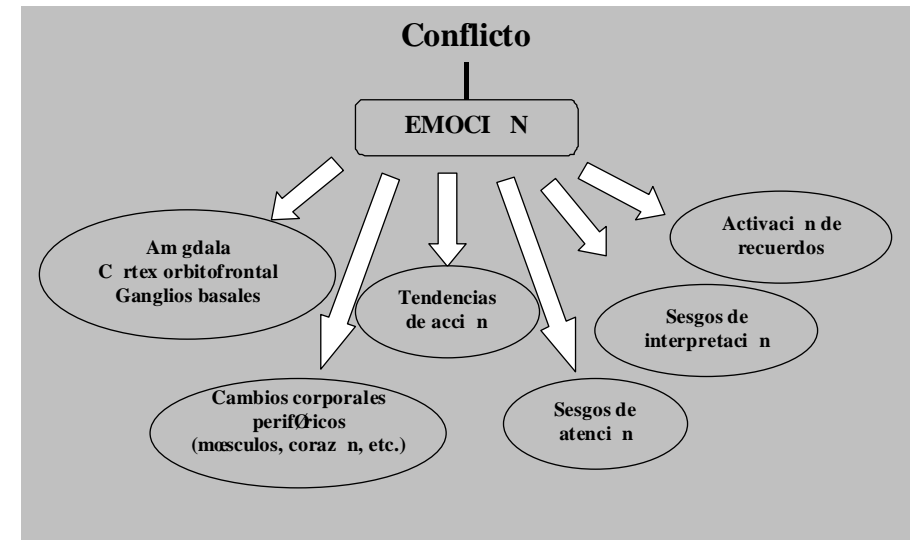 Conflicto
EMOCI N
Am gdala
C rtex orbitofrontal
Ganglios basales
Tendencias
de acci n
Activaci n de
recuerdos
Sesgos de
interpretaci n
Cambios corporales
perifØricos
(mœsculos, coraz n, etc.)
Sesgos de
atenci n